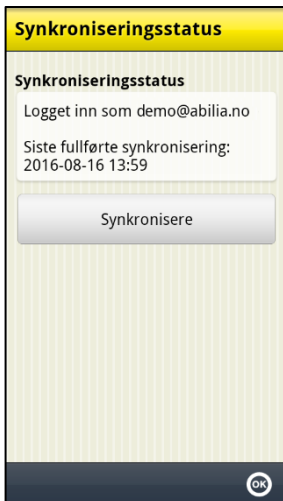 Synkroniseringsstatus
Synkroniseringsstatus
Logget inn som demo@abilia.no
Siste fullførte synkronisering:
2016-08-16 13:59
Synkronisere
OK